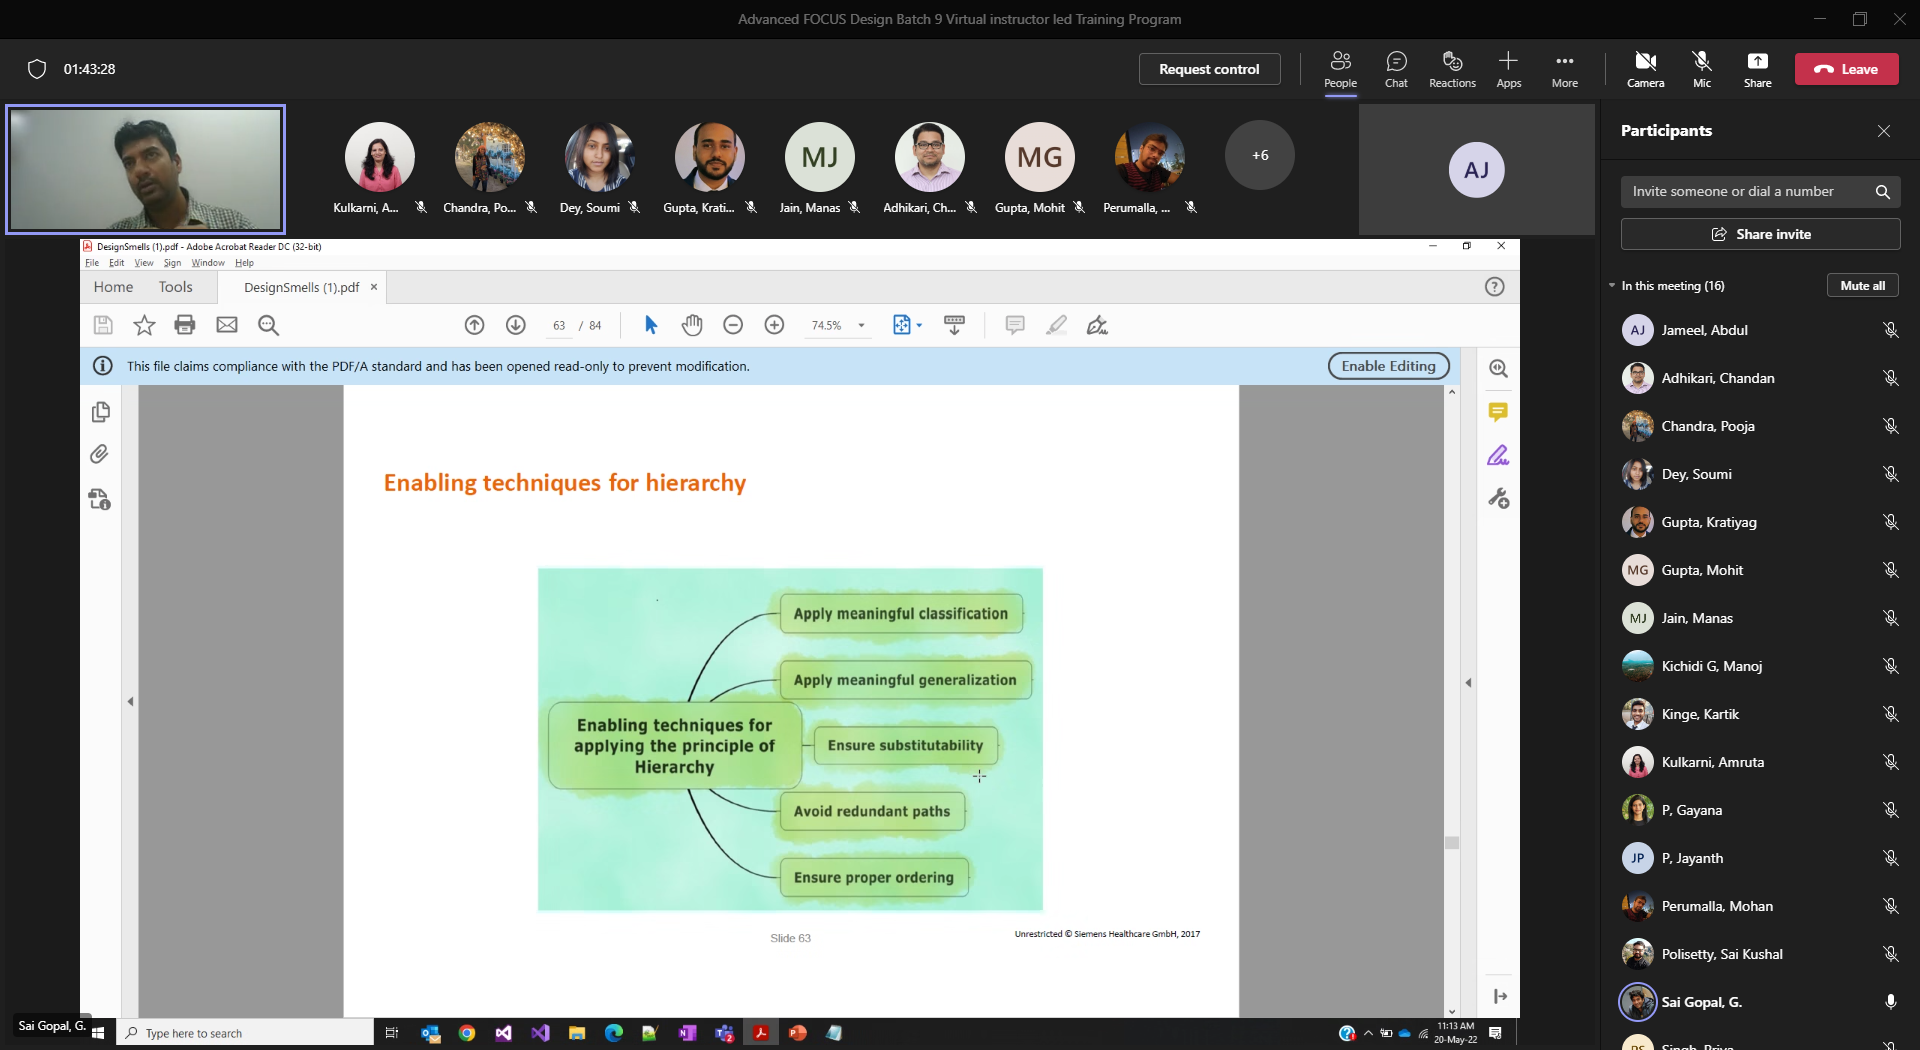 Advanced FOCUS Design Batch 9 Virtual instructor led Training Program
01:43:28
Request control
People
Chat
Reactions
Apps
More
Camera
Mic
Share
Leave
Kulkarni, A...
Chandra, Po...
Dey, Soumi
Gupta, Krati...
MJ
Jain, Manas
Adhikari, Ch...
MG
Gupta, Mohit
Perumalla, ...
+6
AJ
DesignSmells (1).pdf - Adobe Acrobat Reader DC (32-bit)
File Edit View Sign Window Help
Home Tools DesignSmells (1).pdf
63 / 84
74.5%
This file claims compliance with the PDF/A standard and has been opened read-only to prevent modification.
Enable Editing
Enabling techniques for hierarchy
Apply meaningful classification
Apply meaningful generalization
Enabling techniques for
applying the principle of
Hierarchy
Ensure substitutability
Avoid redundant paths
Ensure proper ordering
Slide 63
Unrestricted © Siemens Healthcare GmbH, 2017
Sai Gopal, G.
Type here to search
11:13 AM
20-May-22
Participants
Invite someone or dial a number
Share invite
In this meeting (16)
Mute all
AJ Jameel, Abdul
Adhikari, Chandan
Chandra, Pooja
Dey, Soumi
Gupta, Kratiyag
MG Gupta, Mohit
MJ Jain, Manas
Kichidi G, Manoj
Kinge, Kartik
Kulkarni, Amruta
P, Gayana
JP P, Jayanth
Perumalla, Mohan
Polisetty, Sai Kushal
Sai Gopal, G.